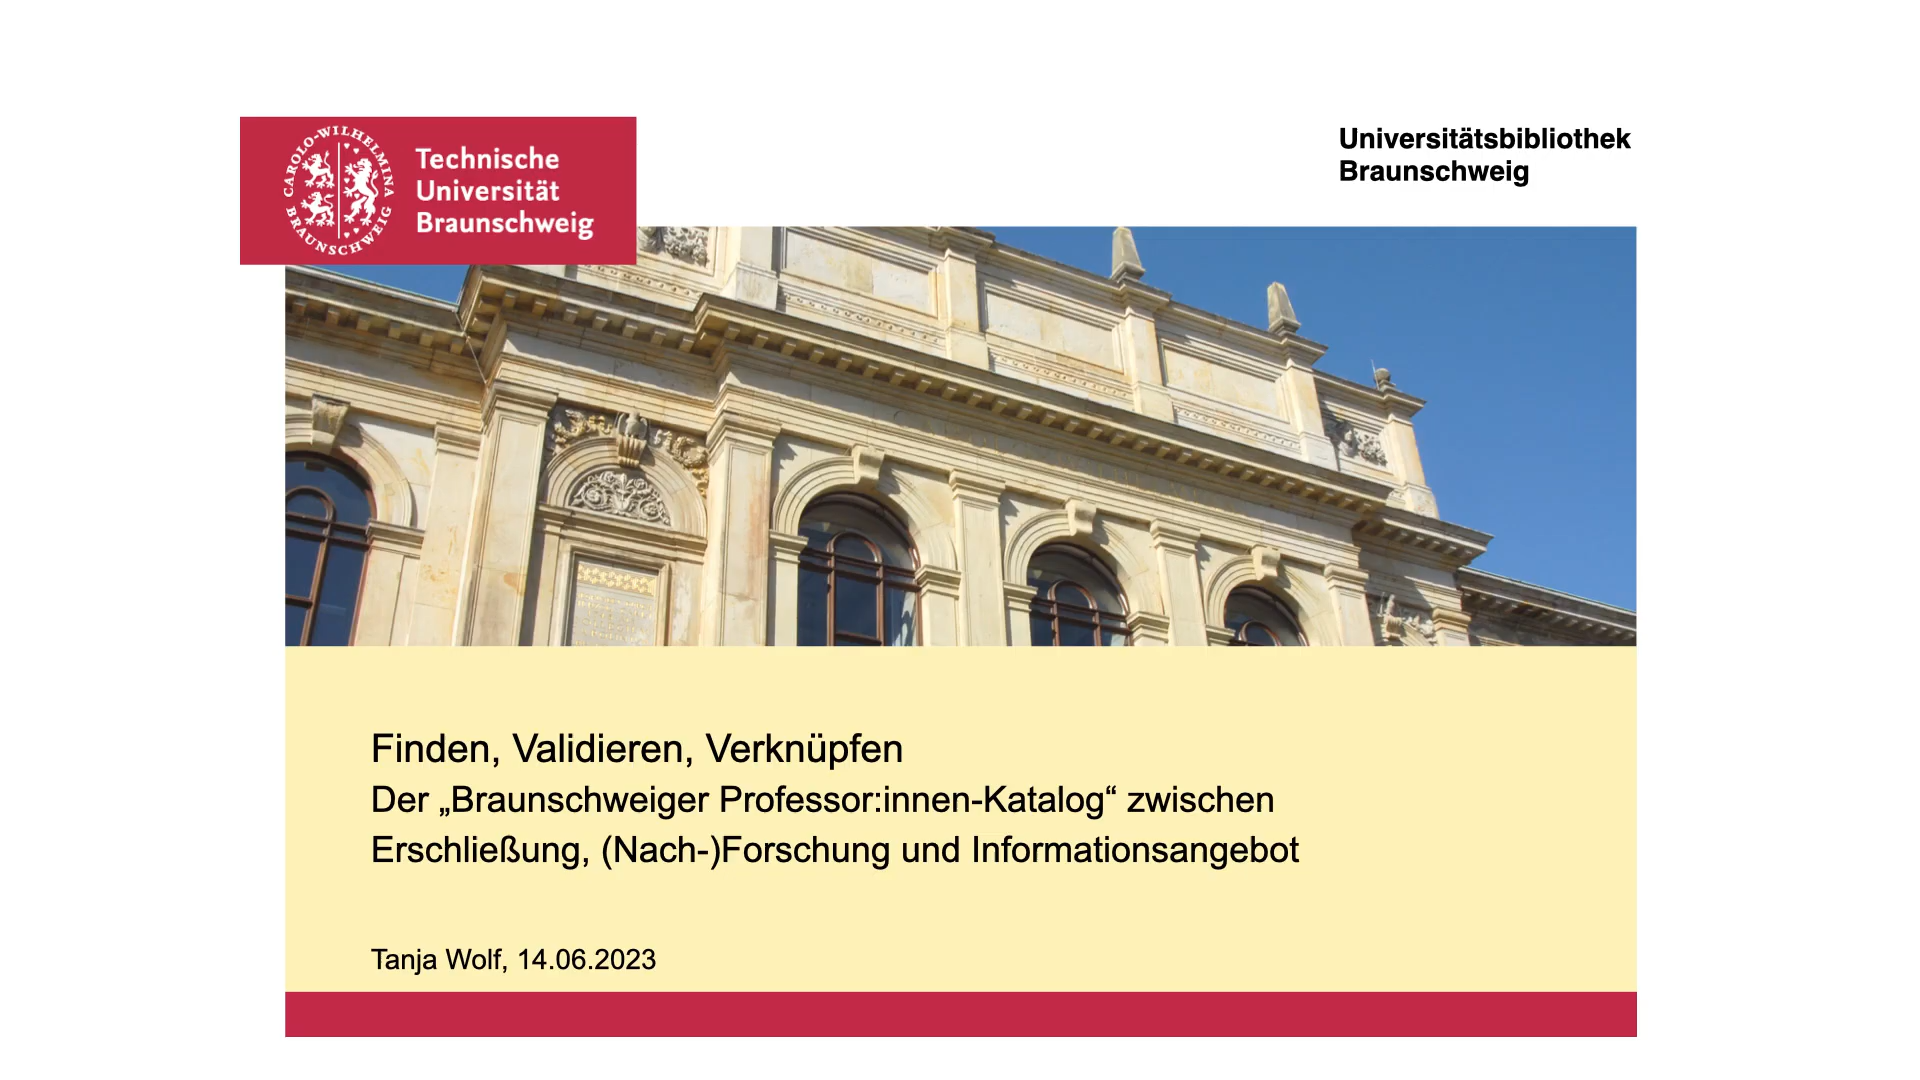 CAROLO-WILHELMINA
BRAUNSCHWEIG
Technische
Universität
Braunschweig
Universitätsbibliothek
Braunschweig
Finden, Validieren, Verknüpfen
Der „Braunschweiger Professor:innen-Katalog“ zwischen
Erschließung, (Nach-)Forschung und Informationsangebot
Tanja Wolf, 14.06.2023